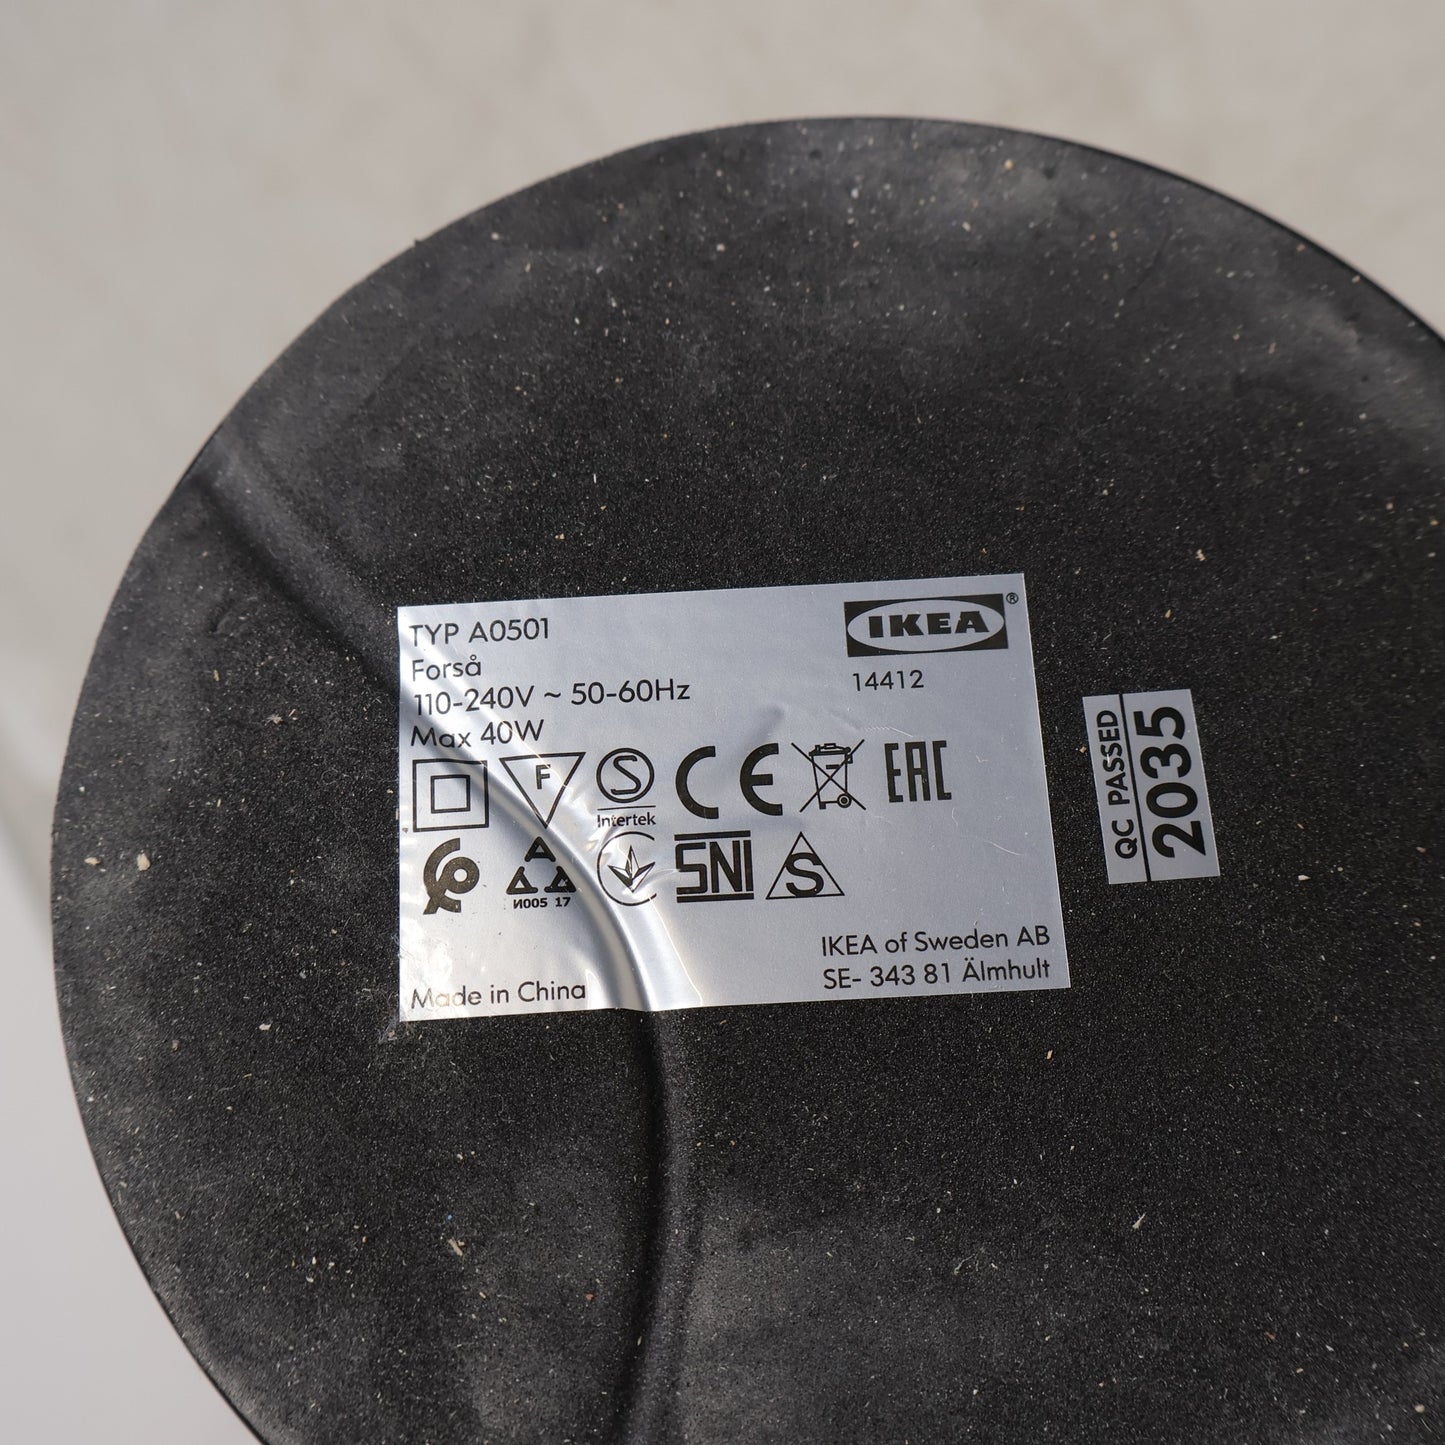 TYP A0501
Forså
110-240V ~ 50-60Hz
Max 40W
IKEA®
14412
F
S
Intertek
CE
EAC
И005 17
SNI
S
Made in China
IKEA of Sweden AB
SE- 343 81 Älmhult
QC PASSED
2035